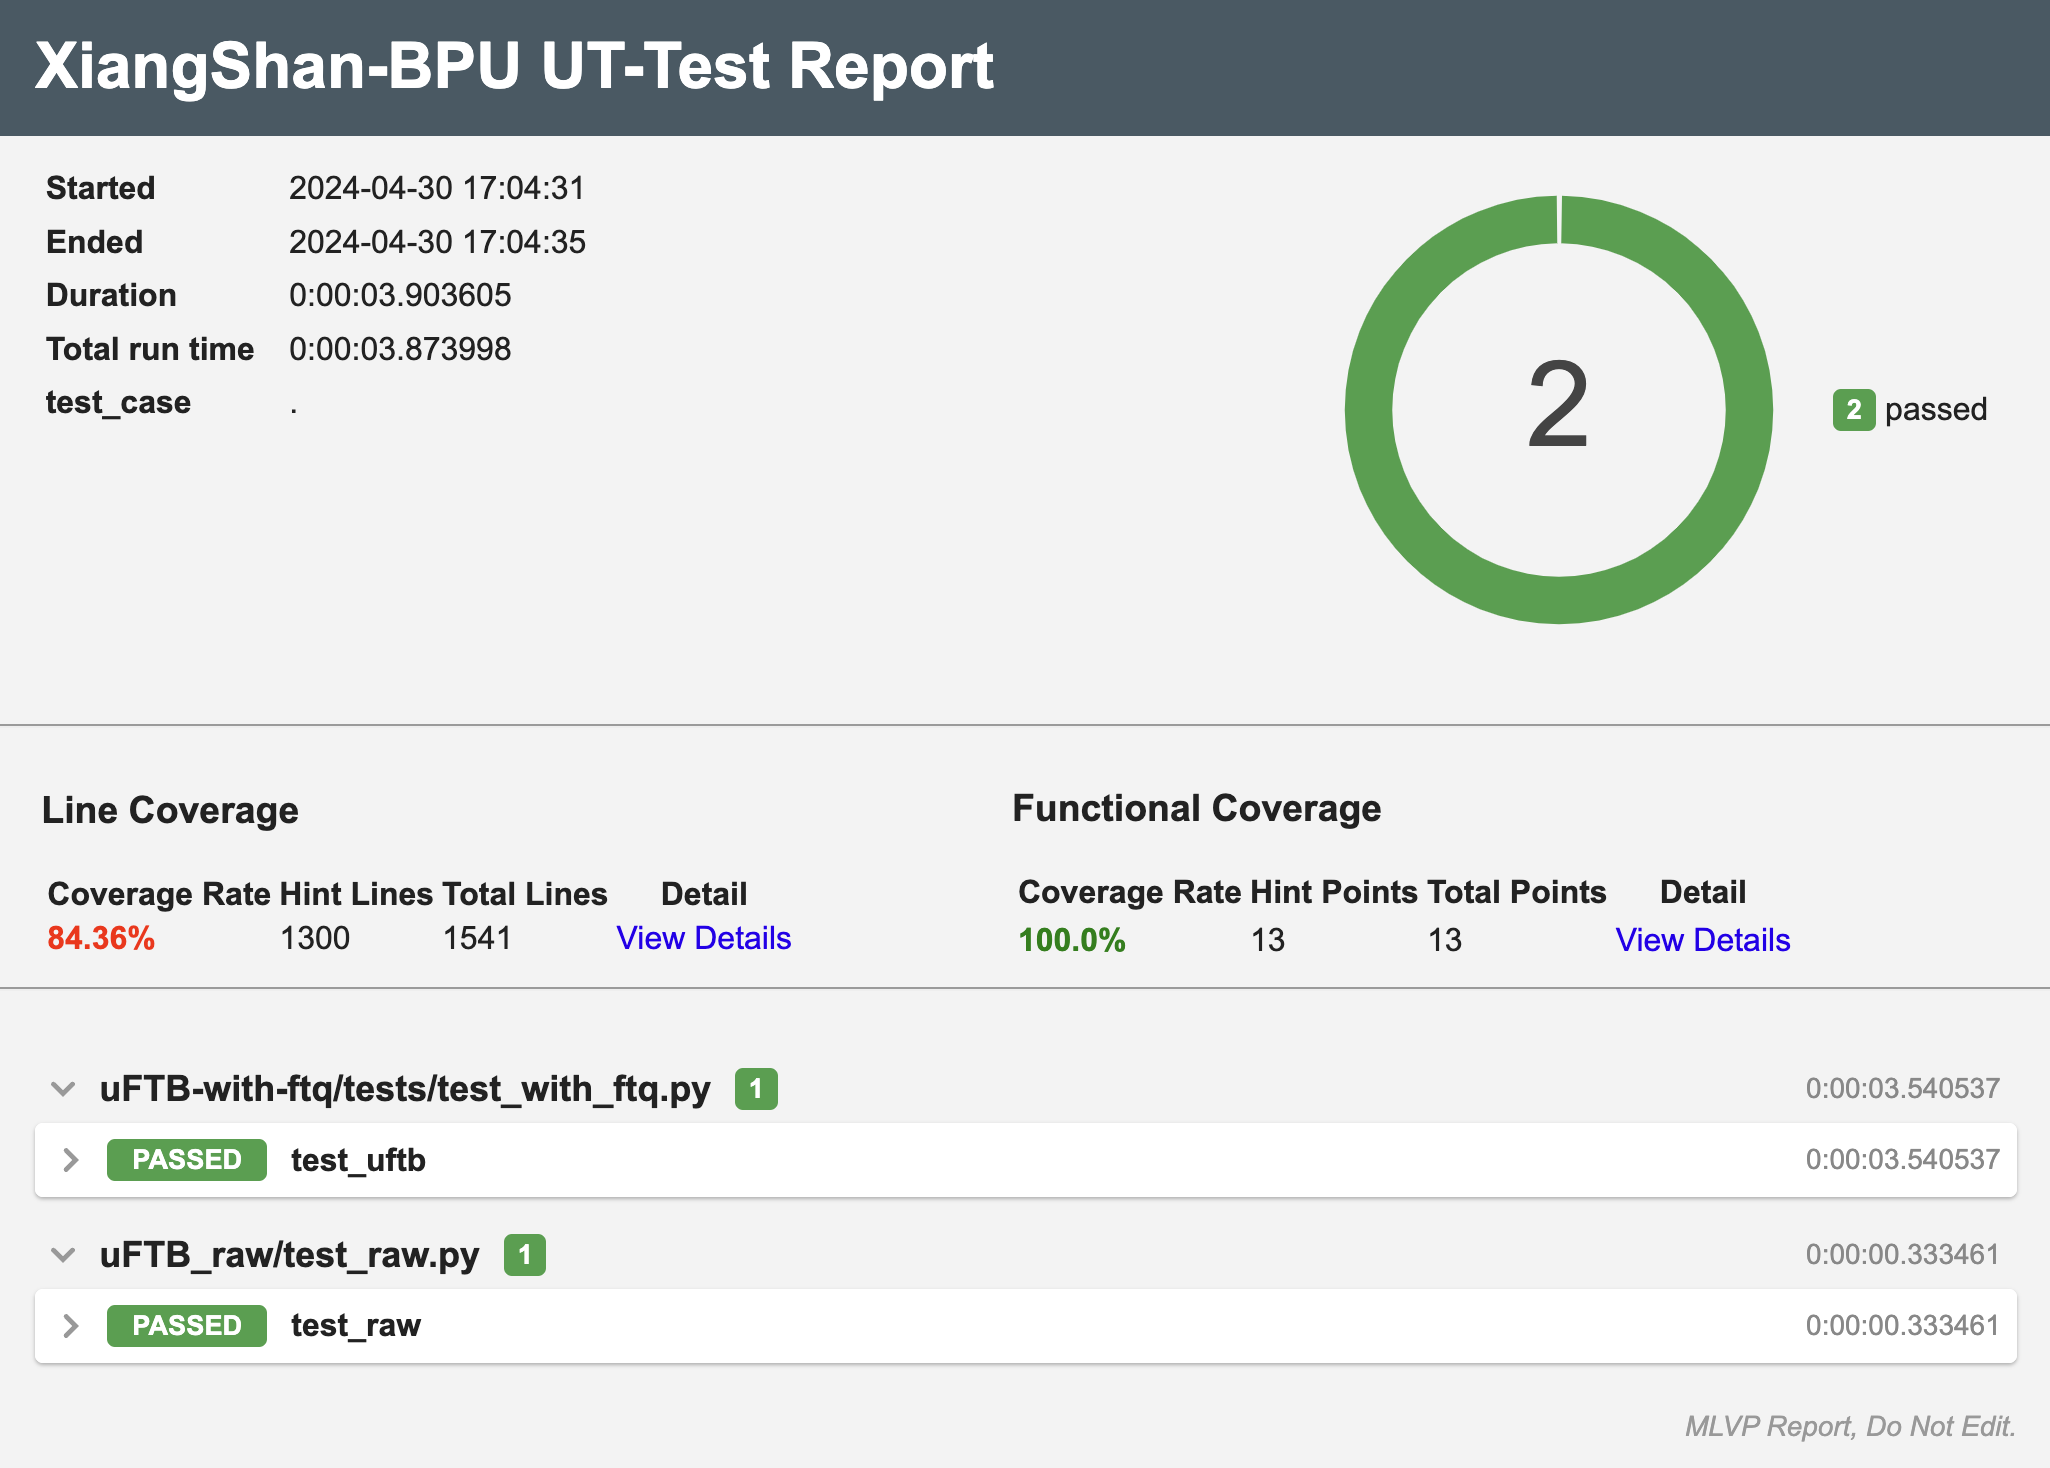 XiangShan-BPU UT-Test Report
Started 2024-04-30 17:04:31
Ended 2024-04-30 17:04:35
Duration 0:00:03.903605
Total run time 0:00:03.873998
test_case .
2
2 passed
Line Coverage
Coverage Rate Hint Lines Total Lines Detail
84.36% 1300 1541 View Details
Functional Coverage
Coverage Rate Hint Points Total Points Detail
100.0% 13 13 View Details
uFTB-with-ftq/tests/test_with_ftq.py 1 0:00:03.540537
PASSED test_uftb 0:00:03.540537
uFTB_raw/test_raw.py 1 0:00:00.333461
PASSED test_raw 0:00:00.333461
MLVP Report, Do Not Edit.